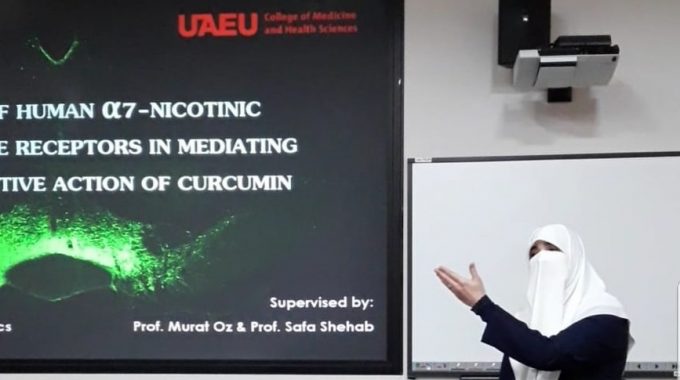 UAEU College of Medicine
and Health Sciences
F HUMAN α7-NICOTINIC
E RECEPTORS IN MEDIATING
TIVE ACTION OF CURCUMIN
Supervised by:
cs Prof. Murat Oz & Prof. Safa Shehab